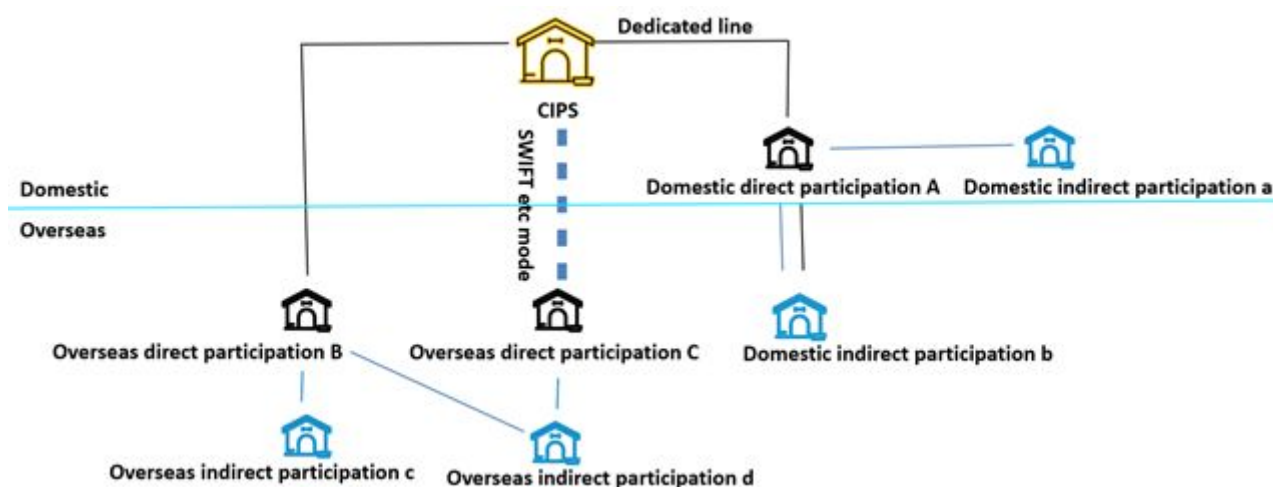 Dedicated line
CIPS
SWIFT etc mode
Domestic direct participation A
Domestic indirect participation a
Domestic
Overseas
Overseas direct participation B
Overseas direct participation C
Domestic indirect participation b
Overseas indirect participation c
Overseas indirect participation d